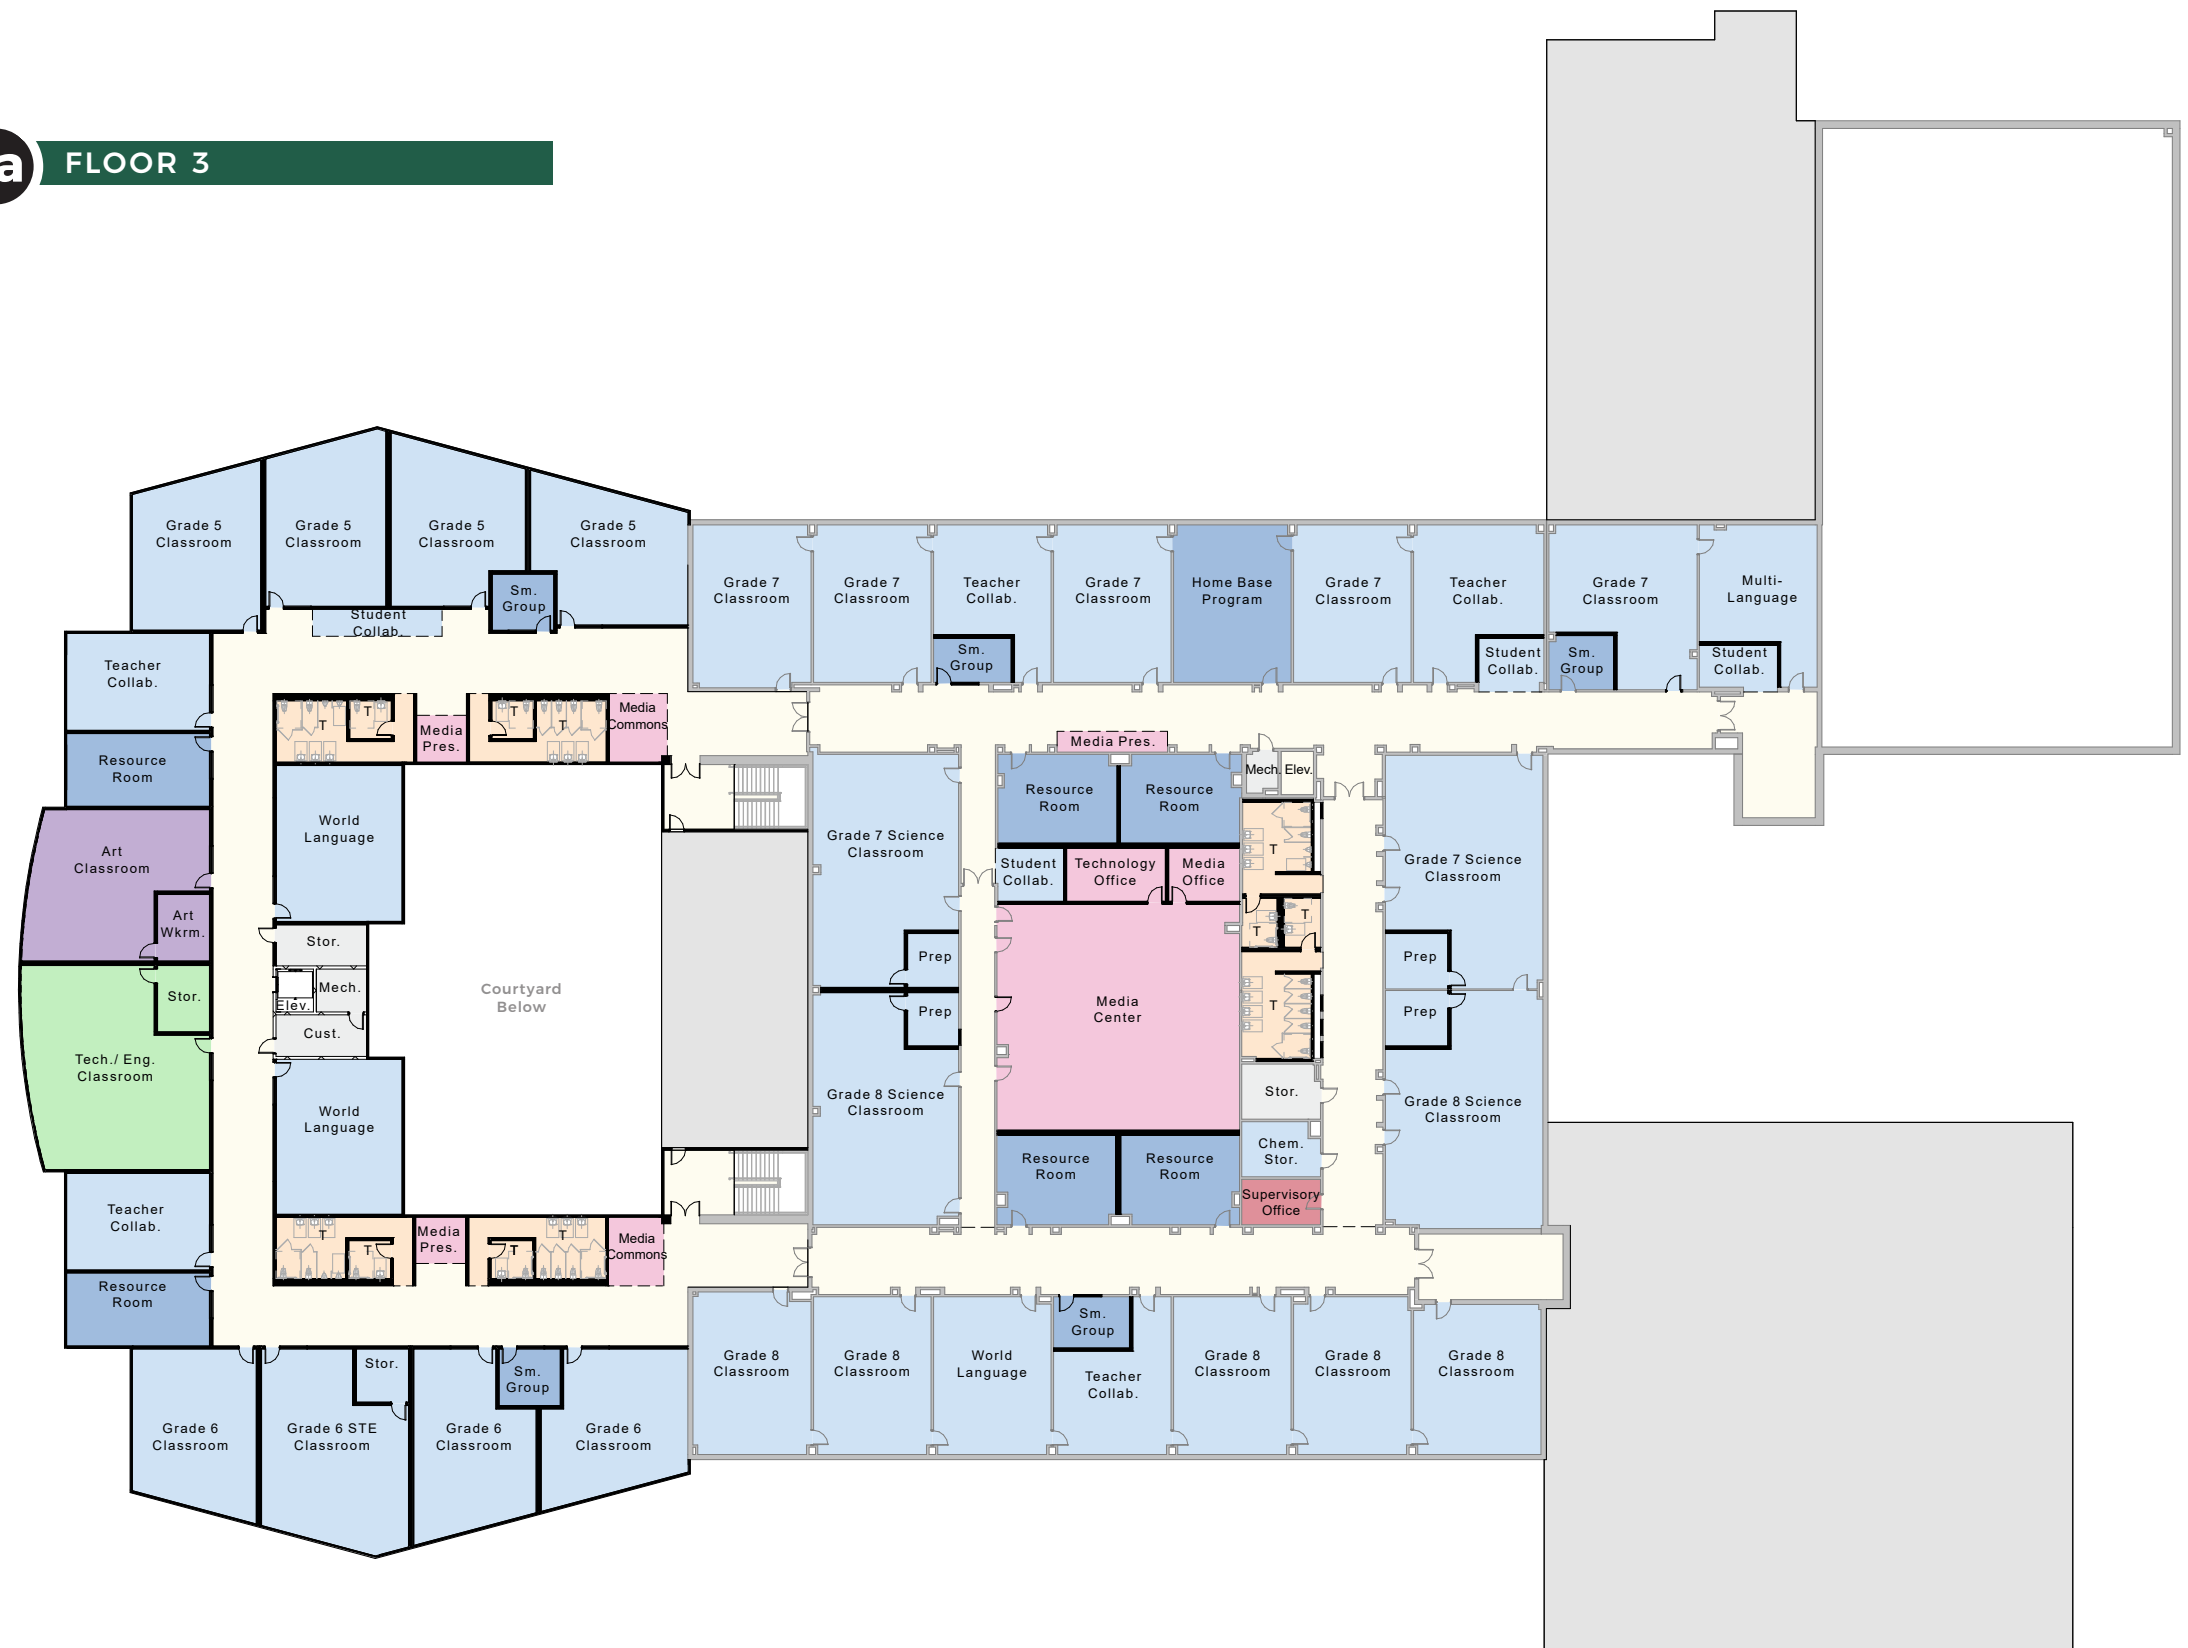 a
FLOOR 3
Grade 5
Classroom
Grade 5
Classroom
Grade 5
Classroom
Grade 5
Classroom
Sm.
Group
Student
Collab.
Grade 7
Classroom
Grade 7
Classroom
Teacher
Collab.
Sm.
Group
Grade 7
Classroom
Home Base
Program
Grade 7
Classroom
Teacher
Collab.
Student
Collab.
Grade 7
Classroom
Sm.
Group
Multi-
Language
Student
Collab.
Teacher
Collab.
Resource
Room
T
T
Media
Pres.
T
T
Media
Commons
Media Pres.
Art
Classroom
Art
Wkrm.
World
Language
Stor.
Mech.
Elev.
Cust.
Stor.
Tech./ Eng.
Classroom
World
Language
Courtyard
Below
Grade 7 Science
Classroom
Prep
Prep
Grade 8 Science
Classroom
Resource
Room
Resource
Room
Mech.
Elev.
Student
Collab.
Technology
Office
Media
Office
T
T
T
T
Media
Center
Stor.
Chem.
Stor.
Supervisory
Office
Resource
Room
Resource
Room
Grade 7 Science
Classroom
Prep
Prep
Grade 8 Science
Classroom
Teacher
Collab.
Resource
Room
T
T
Media
Pres.
T
T
Media
Commons
Grade 6
Classroom
Grade 6 STE
Classroom
Stor.
Grade 6
Classroom
Sm.
Group
Grade 6
Classroom
Grade 8
Classroom
Grade 8
Classroom
World
Language
Sm.
Group
Teacher
Collab.
Grade 8
Classroom
Grade 8
Classroom
Grade 8
Classroom